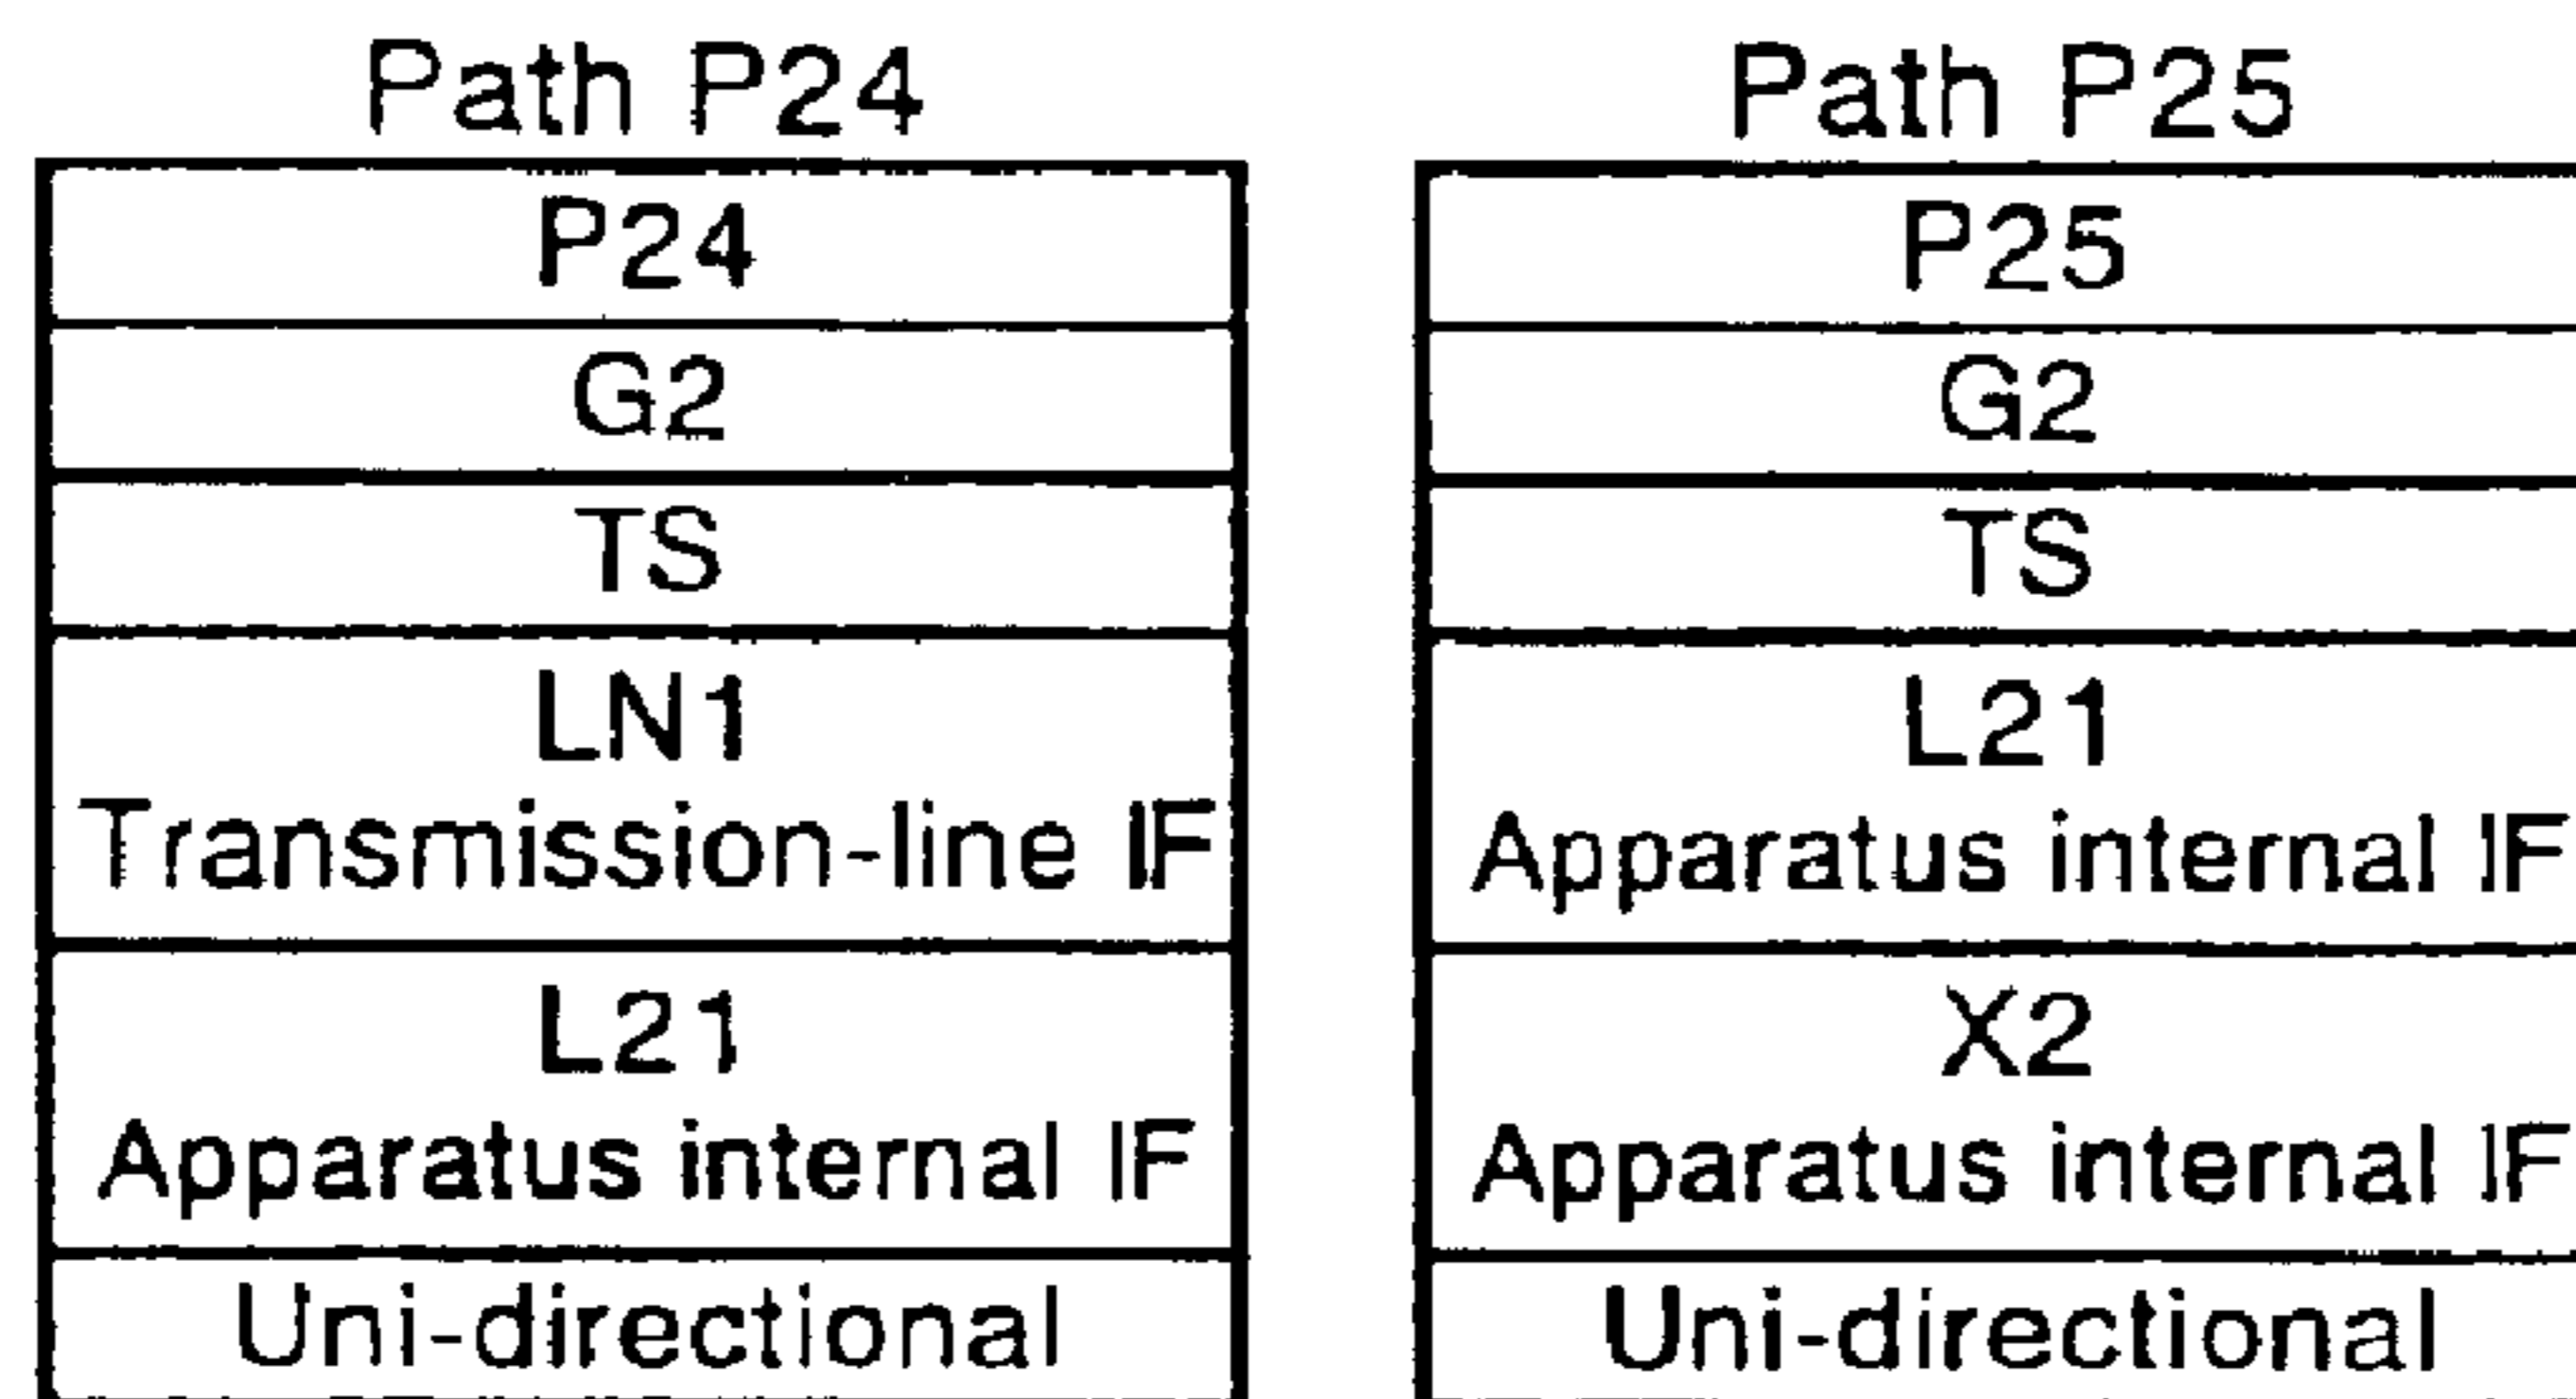 Path P24
P24
G2
TS
LN1
Transmission-line IF
L21
Apparatus internal IF
Uni-directional
Path P25
P25
G2
TS
L21
Apparatus internal IF
X2
Apparatus internal IF
Uni-directional